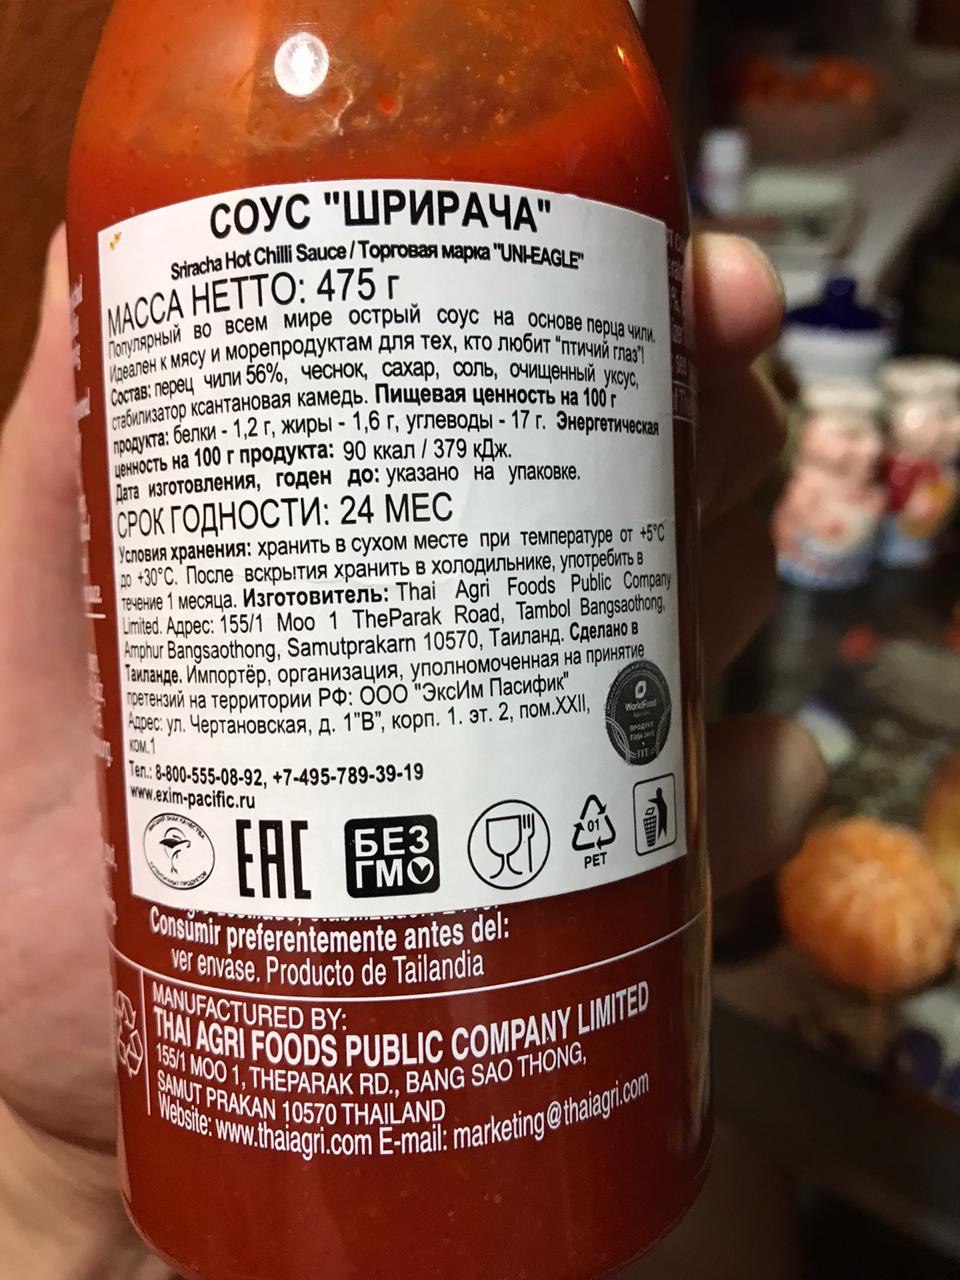 СОУС "ШРИРАЧА"
Sriracha Hot Chilli Sauce / Торговая марка "UNI-EAGLE"
МАССА НЕТТО: 475 г
Популярный во всем мире острый соус на основе перца чили.
Идеален к мясу и морепродуктам для тех, кто любит "птичий глаз"!
Состав: перец чили 56%, чеснок, сахар, соль, очищенный уксус,
стабилизатор ксантановая камедь. Пищевая ценность на 100 г
продукта: белки - 1,2 г, жиры - 1,6 г, углеводы - 17 г. Энергетическая
ценность на 100 г продукта: 90 ккал / 379 кДж.
Дата изготовления, годен до: указано на упаковке.
СРОК ГОДНОСТИ: 24 МЕС
Условия хранения: хранить в сухом месте при температуре от +5°C
до +30°C. После вскрытия хранить в холодильнике, употребить в
течение 1 месяца. Изготовитель: Thai Agri Foods Public Company
Limited. Адрес: 155/1 Moo 1 TheParak Road, Tambol Bangsaothong,
Amphur Bangsaothong, Samutprakarn 10570, Таиланд. Сделано в
Таиланде. Импортёр, организация, уполномоченная на принятие
претензий на территории РФ: ООО "ЭксИм Пасифик"
Адрес: ул. Чертановская, д. 1"В", корп. 1. эт. 2, пом.XXII,
ком.1
Тел.: 8-800-555-08-92, +7-495-789-39-19
www.exim-pacific.ru
WorldFood
ПРОДУКТ
ГОДА
ITE
EAC
БЕЗ
ГМО
01
PET
Consumir preferentemente antes del:
ver envase. Producto de Tailandia
MANUFACTURED BY:
THAI AGRI FOODS PUBLIC COMPANY LIMITED
155/1 MOO 1, THEPARAK RD., BANG SAO THONG,
SAMUT PRAKAN 10570 THAILAND
Website: www.thaiagri.com E-mail: marketing@thaiagri.com